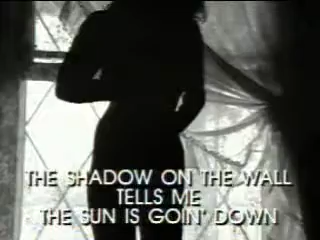 THE SHADOW ON THE WALL
TELLS ME
THE SUN IS GOIN' DOWN